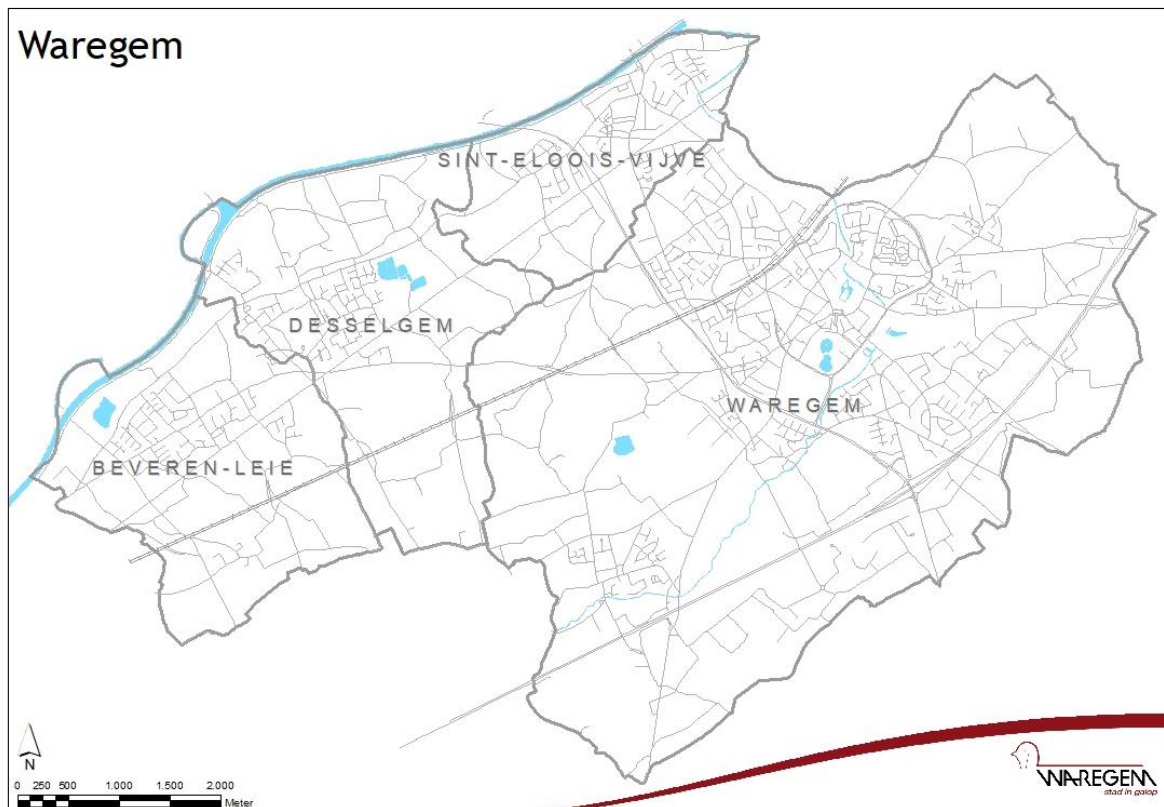 Waregem
SINT-ELOOIS-VIJVE
DESSELGEM
WAREGEM
BEVEREN-LEIE
N
0 250 500 1.000 1.500 2.000
Meter
WAREGEM
stad in galop